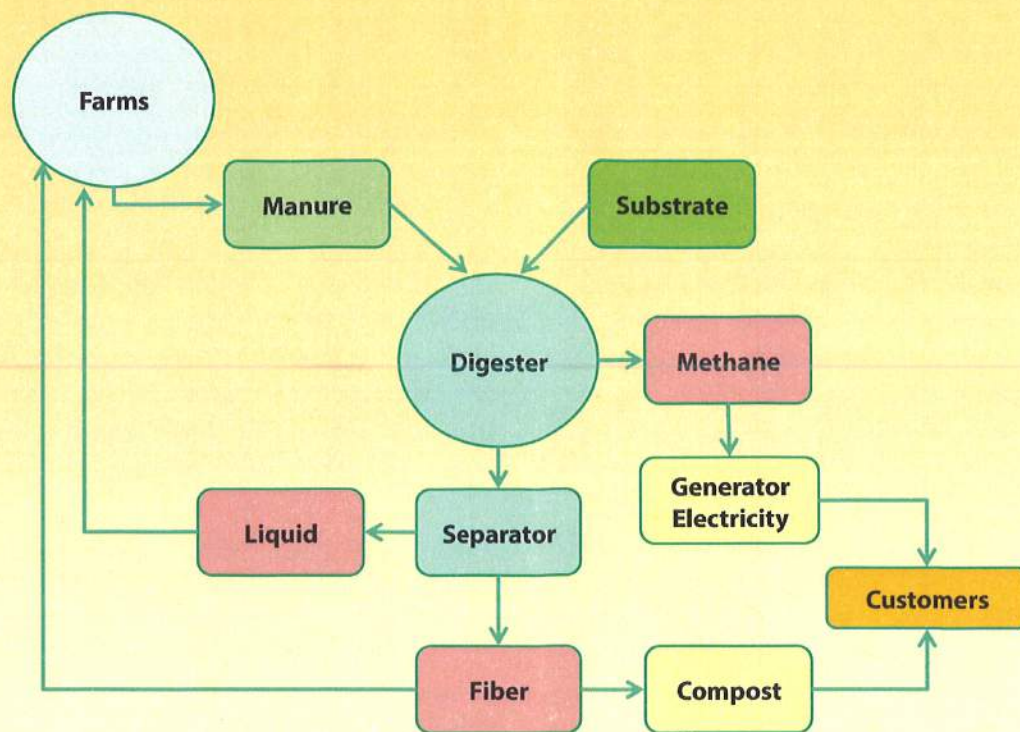 Farms
Manure
Substrate
Digester
Methane
Generator
Electricity
Liquid
Separator
Customers
Fiber
Compost